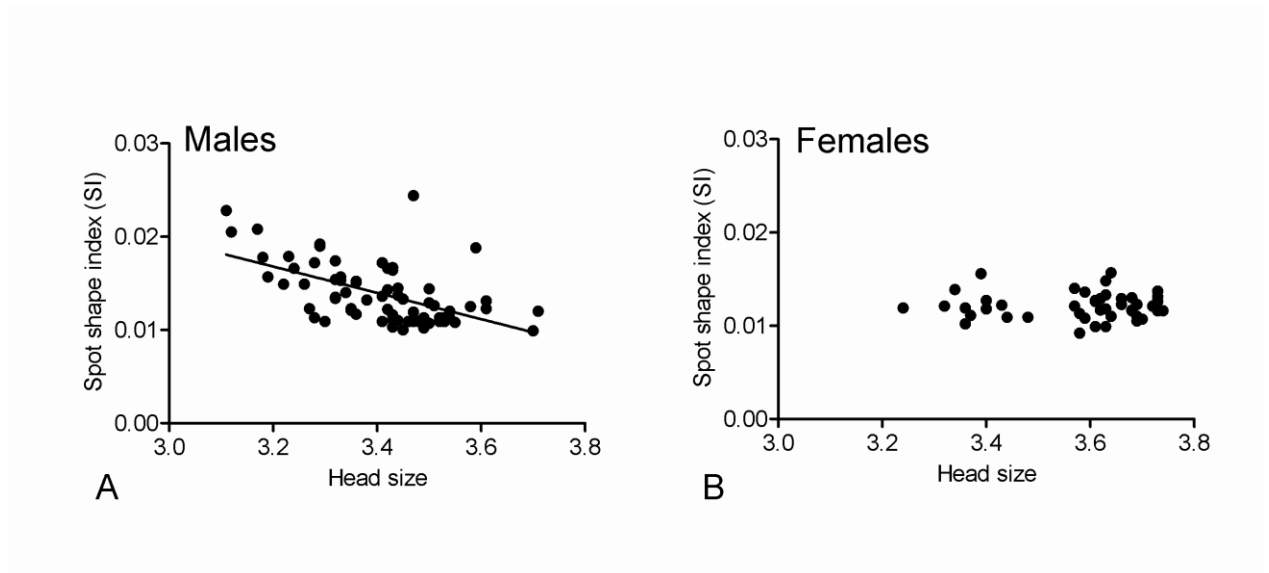 Males
Spot shape index (SI)
0.03
0.02
0.01
0.00
3.0 3.2 3.4 3.6 3.8
Head size
A
Females
Spot shape index (SI)
0.03
0.02
0.01
0.00
3.0 3.2 3.4 3.6 3.8
Head size
B